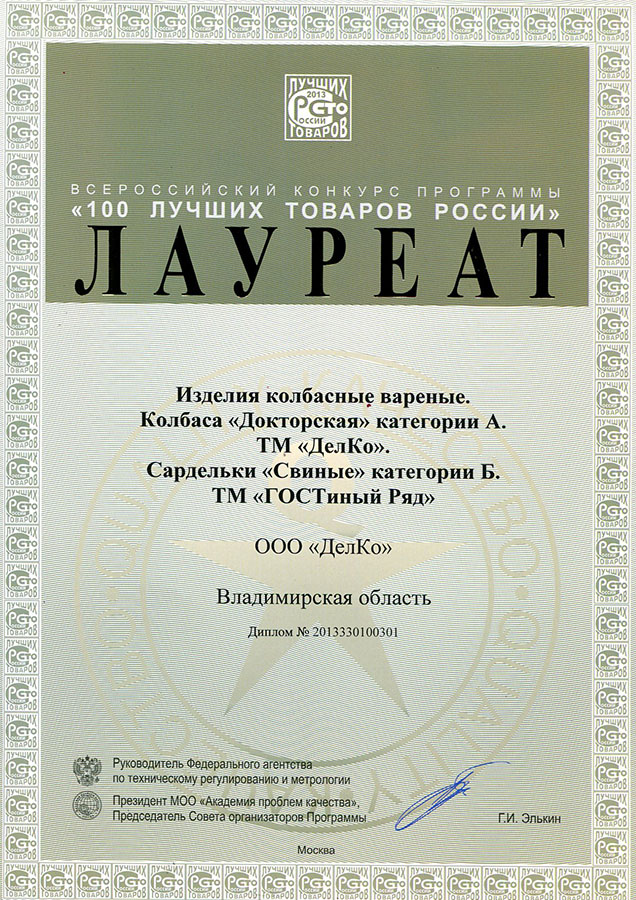 ЛУЧШИХ
2013
РСТО
РОССИИ
ТОВАРОВ
ВСЕРОССИЙСКИЙ КОНКУРС ПРОГРАММЫ
«100 ЛУЧШИХ ТОВАРОВ РОССИИ»
ЛАУРЕАТ
Изделия колбасные вареные.
Колбаса «Докторская» категории А.
ТМ «ДелКо».
Сардельки «Свиные» категории Б.
ТМ «ГОСТиный Ряд»
ООО «ДелКо»
Владимирская область
Диплом № 2013330100301
Руководитель Федерального агентства
по техническому регулированию и метрологии
Президент МОО «Академия проблем качества»,
Председатель Совета организаторов Программы
Г.И. Элькин
Москва